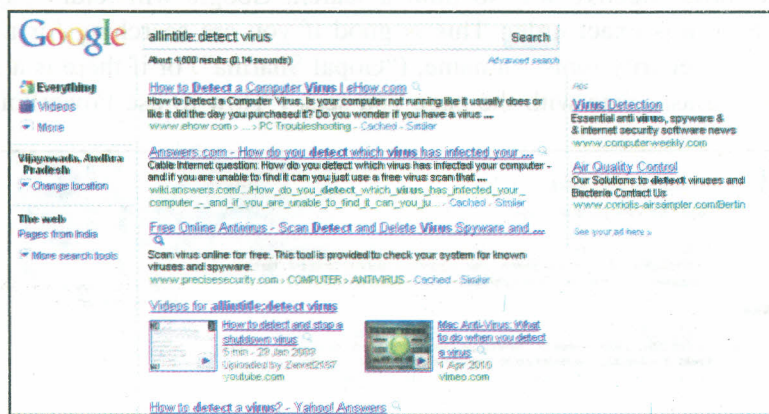 Google
allintitle: detect virus
Search
About 4,600 results (0.14 seconds)
Advanced search
Everything
Videos
More
Vijayawada, Andhra
Pradesh
Change location
The web
Pages from India
More search tools
How to Detect a Computer Virus | eHow.com
How to Detect a Computer Virus. Is your computer not running like it usually does or
like it did the day you purchased it? Do you wonder if you have a virus ...
www.ehow.com › ... › PC Troubleshooting - Cached - Similar
Answers.com - How do you detect which virus has infected your ...
Cable Internet question: How do you detect which virus has infected your computer -
and if you are unable to find it can you just use a free virus scan that ...
wiki.answers.com/.../How_do_you_detect_which_virus_has_infected_your_
computer_-_and_if_you_are_unable_to_find_it_can_you_ju... - Cached - Similar
Free Online Antivirus - Scan Detect and Delete Virus Spyware and ...
Scan virus online for free. This tool is provided to check your system for known
viruses and spyware.
www.precisesecurity.com › COMPUTER › ANTIVIRUS - Cached - Similar
Videos for allintitle:detect virus
How to detect and stop a
shutdown virus
5 min - 29 Jan
Uploaded by
youtube.com
Mac Anti-Virus: What
to do when you detect
a virus
1 Apr 2010
vimeo.com
How to detect a virus? - Yahoo! Answers
Virus Detection
Essential anti virus, spyware &
& internet security software news
www.computerweekly.com
Air Quality Control
Our Solutions to detect viruses and
Bacteria Contact Us
www.coriolis-airsampler.com/Bertin
See your ad here »